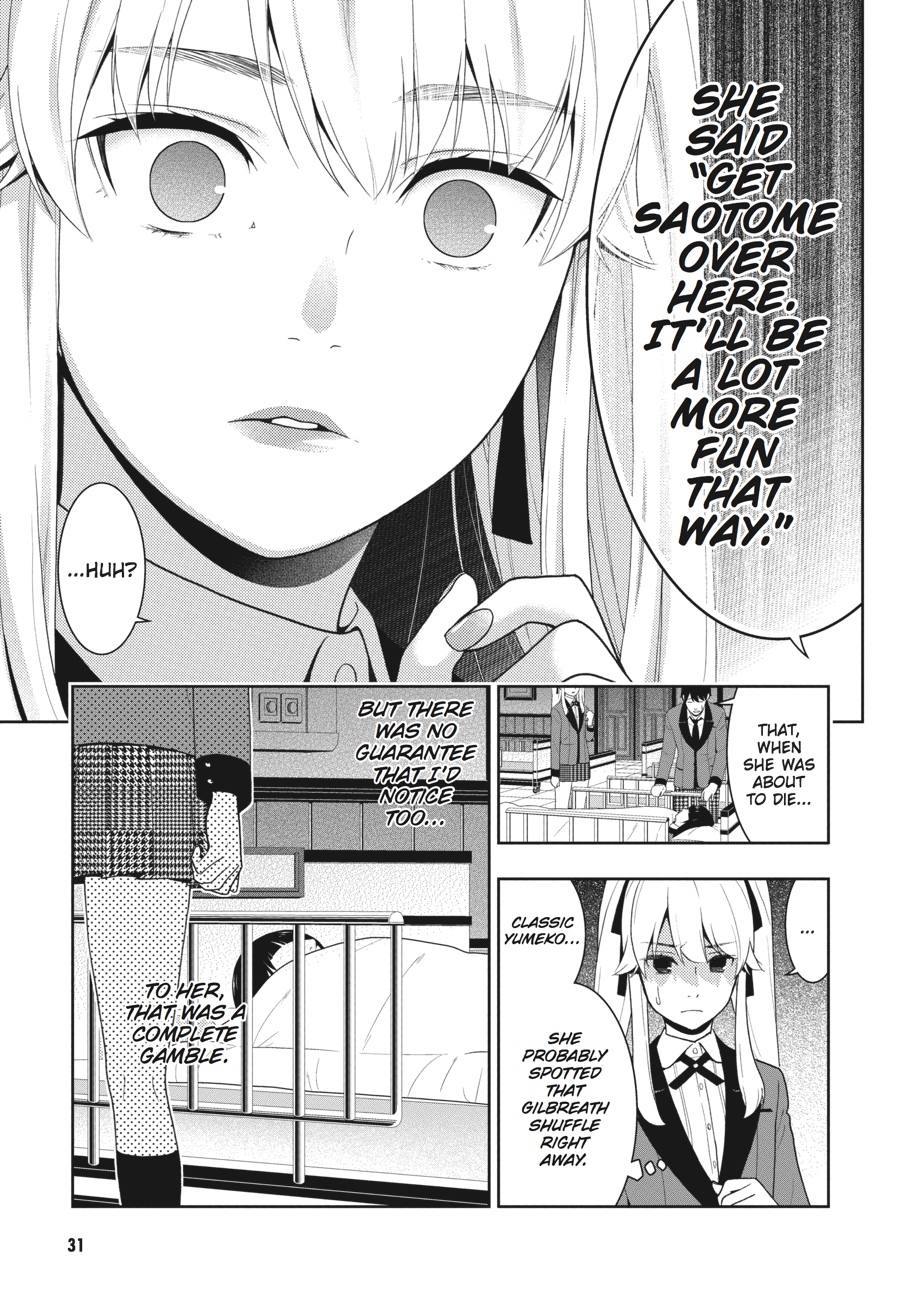 SHE
SAID
"GET
SAOTOME
OVER
HERE.
IT'LL BE
A LOT
MORE
FUN
THAT
WAY."
...HUH?
THAT,
WHEN
SHE WAS
ABOUT
TO DIE...
...
CLASSIC
YUMEKO...
SHE
PROBABLY
SPOTTED
THAT
GILBREATH
SHUFFLE
RIGHT
AWAY.
BUT THERE
WAS NO
GUARANTEE
THAT I'D
NOTICE
TOO...
TO HER,
THAT WAS A
COMPLETE
GAMBLE.
31